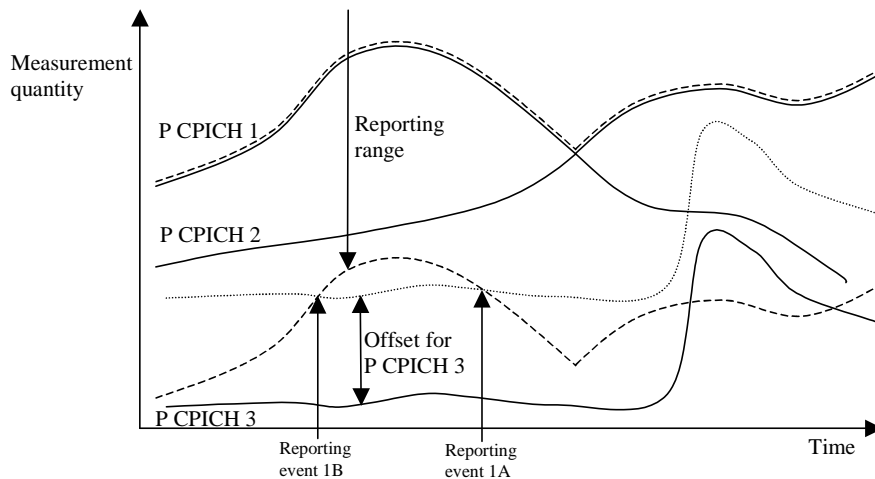 Measurement
quantity
P CPICH 1
Reporting
range
P CPICH 2
Offset for
P CPICH 3
P CPICH 3
Reporting
event 1B
Reporting
event 1A
Time